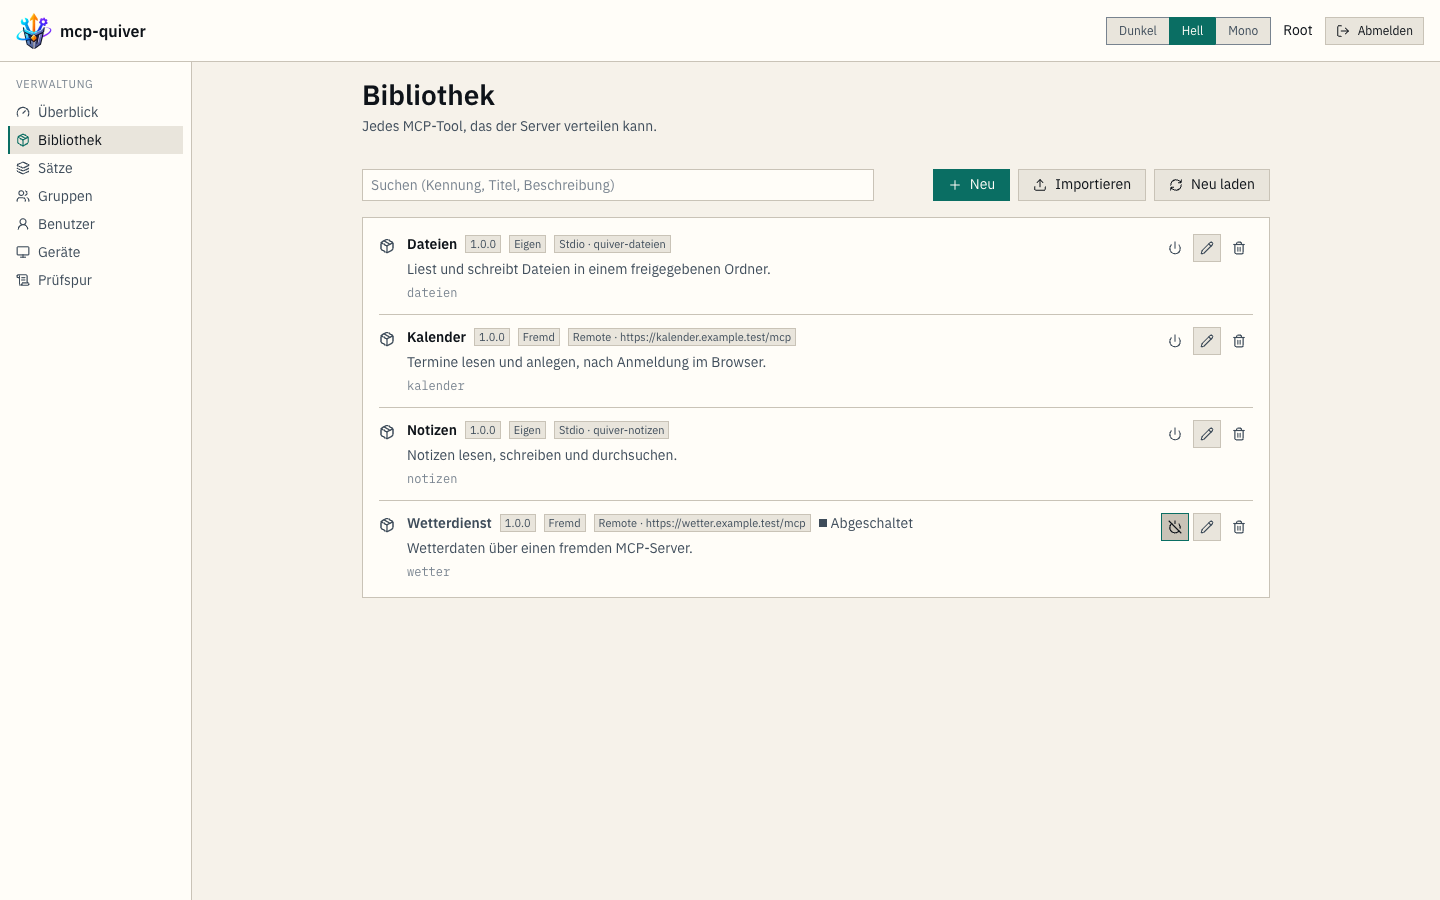 mcp-quiver
Dunkel Hell Mono Root Abmelden
VERWALTUNG
Überblick
Bibliothek
Sätze
Gruppen
Benutzer
Geräte
Prüfspur
Bibliothek
Jedes MCP-Tool, das der Server verteilen kann.
Suchen (Kennung, Titel, Beschreibung)
Neu Importieren Neu laden
Dateien 1.0.0 Eigen Stdio · quiver-dateien
Liest und schreibt Dateien in einem freigegebenen Ordner.
dateien
Kalender 1.0.0 Fremd Remote · https://kalender.example.test/mcp
Termine lesen und anlegen, nach Anmeldung im Browser.
kalender
Notizen 1.0.0 Eigen Stdio · quiver-notizen
Notizen lesen, schreiben und durchsuchen.
notizen
Wetterdienst 1.0.0 Fremd Remote · https://wetter.example.test/mcp Abgeschaltet
Wetterdaten über einen fremden MCP-Server.
wetter